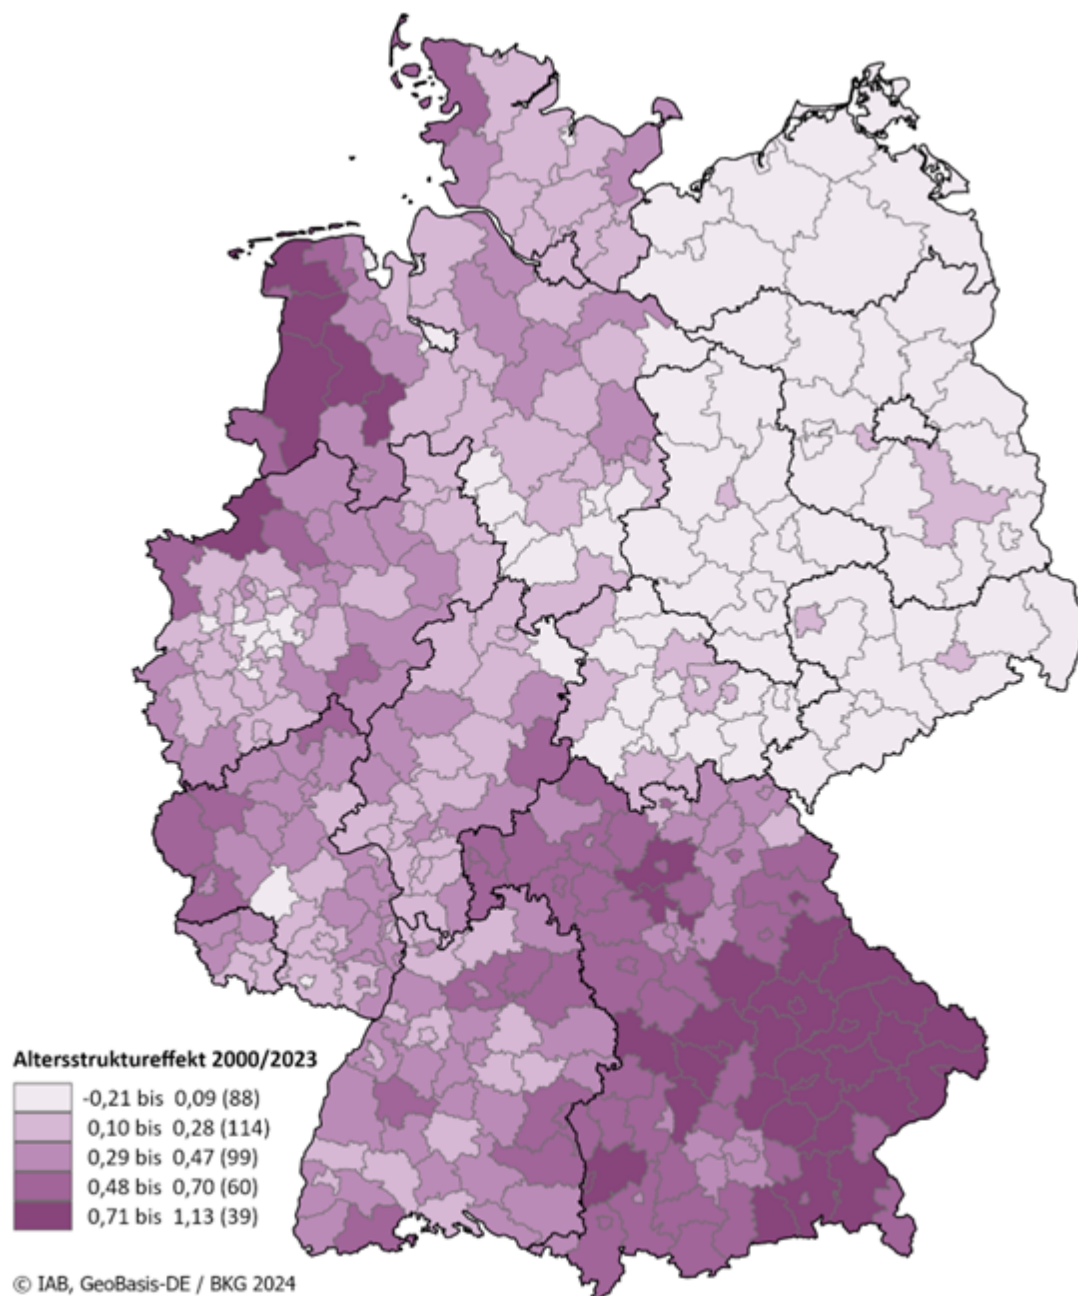 Altersstruktureffekt 2000/2023
-0,21 bis 0,09 (88)
0,10 bis 0,28 (114)
0,29 bis 0,47 (99)
0,48 bis 0,70 (60)
0,71 bis 1,13 (39)
© IAB, GeoBasis-DE / BKG 2024